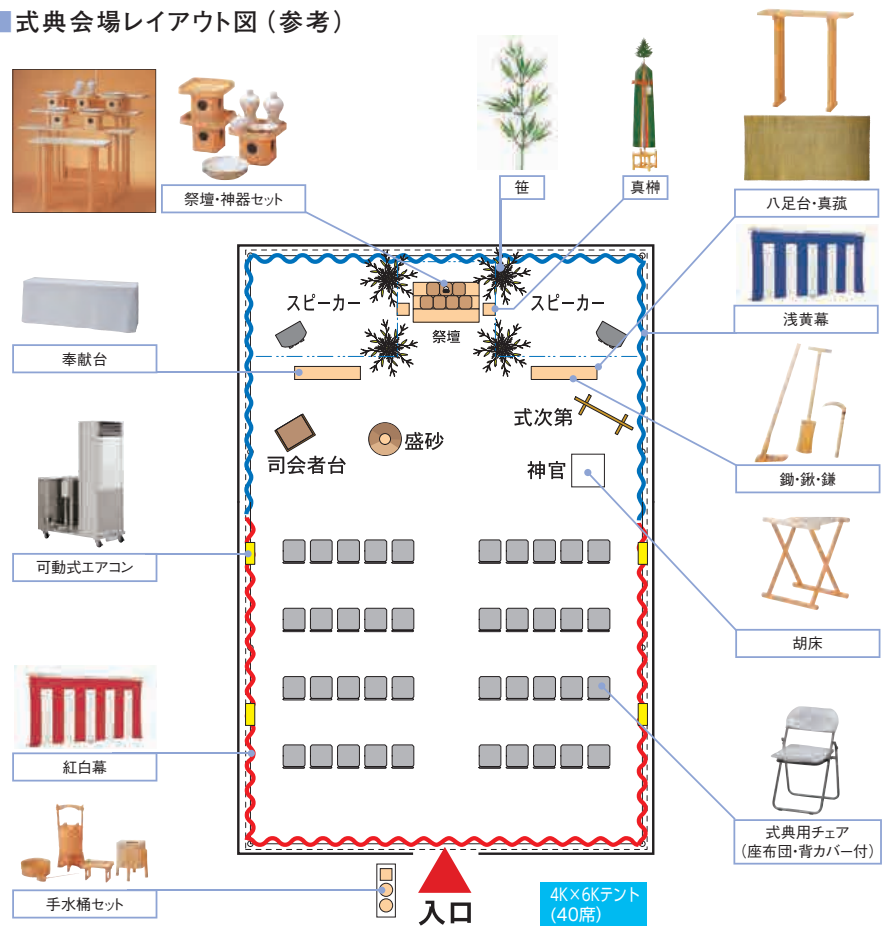 式典会場レイアウト図（参考）
祭壇・神器セット
笹
真榊
八足台・真菰
浅黄幕
奉献台
スピーカー
スピーカー
祭壇
鋤・鍬・鎌
司会者台
盛砂
式次第
神官
可動式エアコン
胡床
紅白幕
式典用チェア
（座布団・背カバー付）
手水桶セット
入口
4K×6Kテント
(40席)